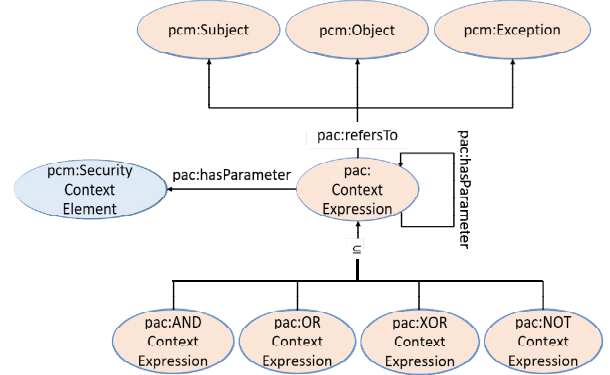 pcm:Subject
pcm:Object
pcm:Exception
pac:refersTo
pac:hasParameter
pac:hasParameter
pcm:Security
Context
Element
pac:
Context
Expression
⊆
pac:AND
Context
Expression
pac:OR
Context
Expression
pac:XOR
Context
Expression
pac:NOT
Context
Expression